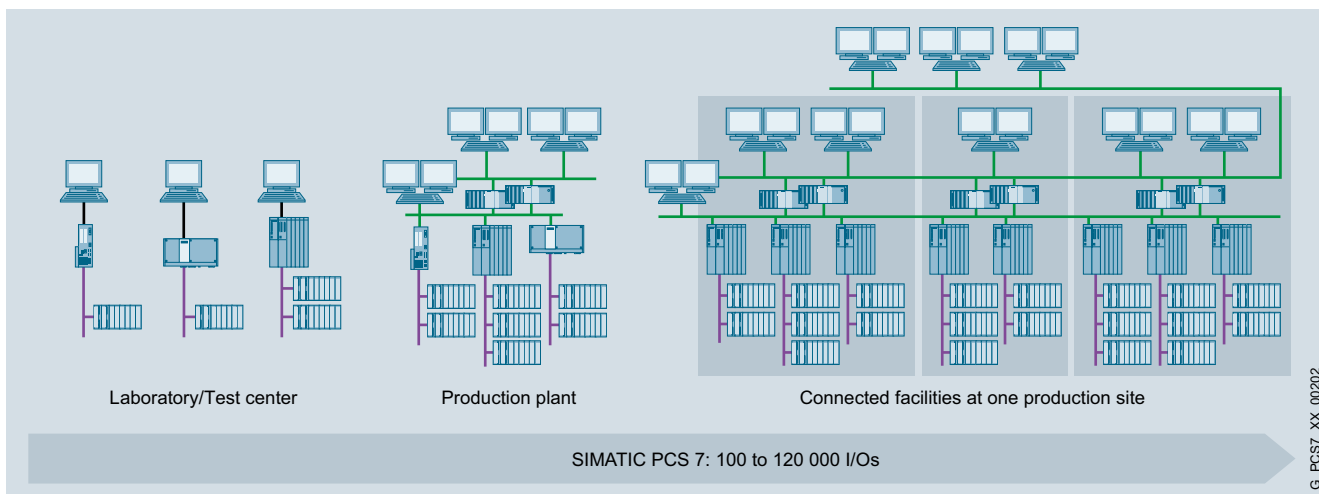 Laboratory/Test center
Production plant
Connected facilities at one production site
SIMATIC PCS 7: 100 to 120 000 I/Os
G_PCS7_XX_00202